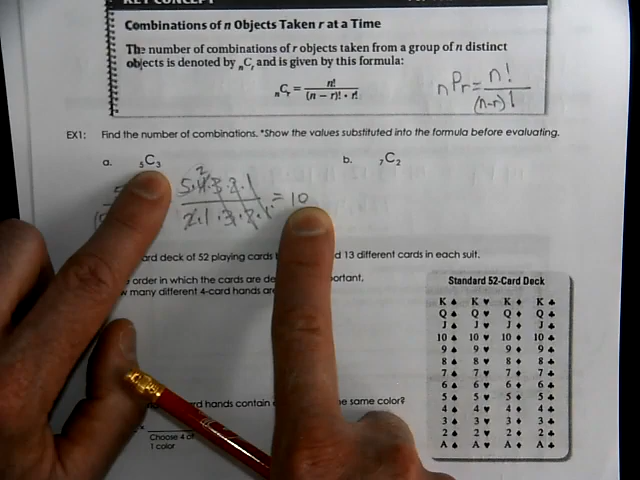 KEY CONCEPT
Combinations of n Objects Taken r at a Time
The number of combinations of r objects taken from a group of n distinct
objects is denoted by nCr and is given by this formula:
nCr = n! / (n − r)! • r!
nPr = n! / (n-r)!
EX1: Find the number of combinations. *Show the values substituted into the formula before evaluating.
a. 5C3
b. 7C2
5·4·3·2·1 / 2·1·3·2·1 = 10
2
ard deck of 52 playing cards
d 13 different cards in each suit.
order in which the cards are de
ortant,
many different 4-card hands are
Standard 52-Card Deck
K ♠ K ♥ K ♦ K ♣
Q ♠ Q ♥ Q ♦ Q ♣
J ♠ J ♥ J ♦ J ♣
10 ♠ 10 ♥ 10 ♦ 10 ♣
9 ♠ 9 ♥ 9 ♦ 9 ♣
8 ♠ 8 ♥ 8 ♦ 8 ♣
7 ♠ 7 ♥ 7 ♦ 7 ♣
6 ♠ 6 ♥ 6 ♦ 6 ♣
5 ♠ 5 ♥ 5 ♦ 5 ♣
4 ♠ 4 ♥ 4 ♦ 4 ♣
3 ♠ 3 ♥ 3 ♦ 3 ♣
2 ♠ 2 ♥ 2 ♦ 2 ♣
A ♠ A ♥ A ♦ A ♣
rd hands contain
e same color?
Choose 4 of
1 color